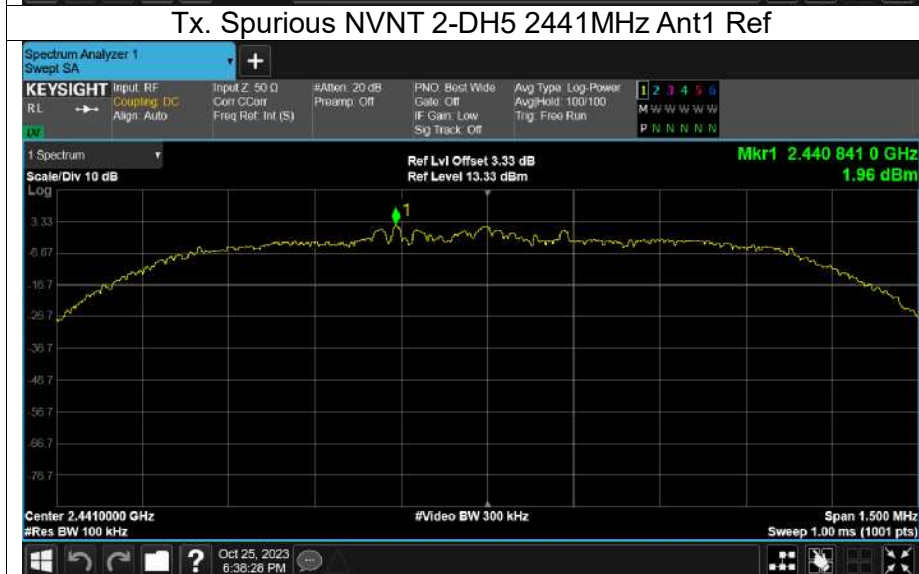 Tx. Spurious NVNT 2-DH5 2441MHz Ant1 Ref
Spectrum Analyzer 1
Swept SA
+
KEYSIGHT Input: RF Input Z: 50 Ω #Atten: 20 dB PNO: Best Wide Avg Type: Log-Power 1 2 3 4 5 6
RL Coupling: DC Corr CCorr Preamp: Off Gate: Off Avg|Hold: 100/100 M W W W W W
Align: Auto Freq Ref: Int (S) IF Gain: Low Trig: Free Run
Sig Track: Off P N N N N N
1 Spectrum
Ref Lvl Offset 3.33 dB
Mkr1 2.440 841 0 GHz
Scale/Div 10 dB
Ref Level 13.33 dBm
1.96 dBm
Log
1
3.33
-6.67
-16.7
-26.7
-36.7
-46.7
-56.7
-66.7
-76.7
Center 2.4410000 GHz #Video BW 300 kHz Span 1.500 MHz
#Res BW 100 kHz Sweep 1.00 ms (1001 pts)
? Oct 25, 2023
6:38:28 PM